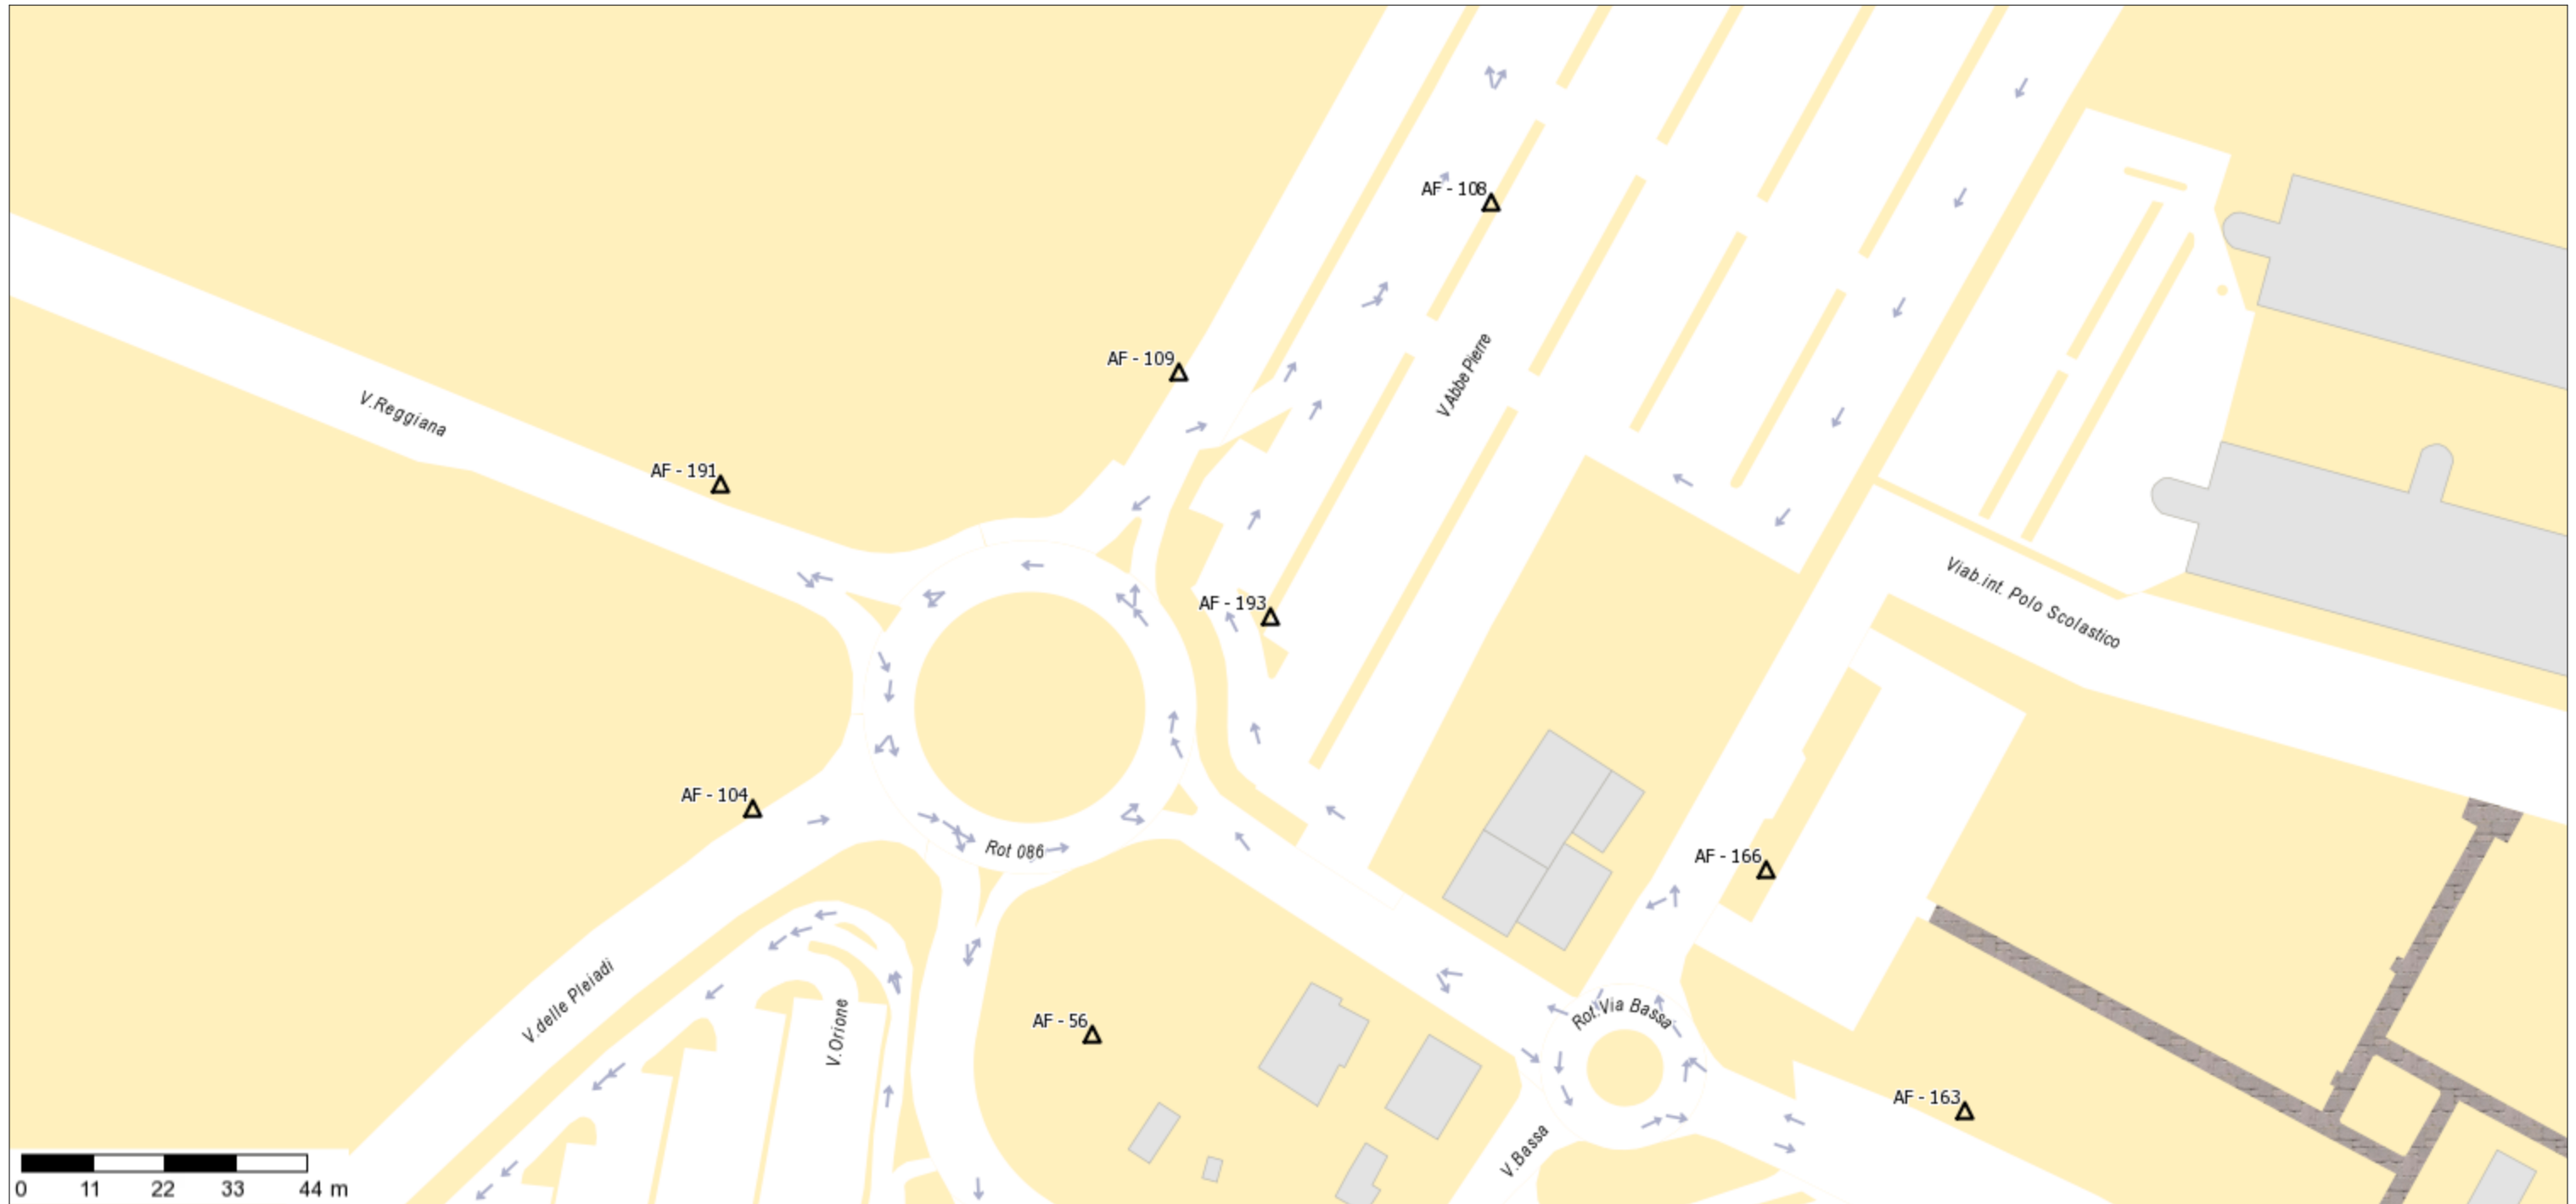 AF - 108
V.Abbe Pierre
AF - 109
V.Reggiana
AF - 191
AF - 193
Viab.int. Polo Scolastico
AF - 104
Rot 086
AF - 166
V.delle Pleiadi
V.Orione
AF - 56
Rot.Via Bassa
AF - 163
V.Bassa
0 11 22 33 44 m